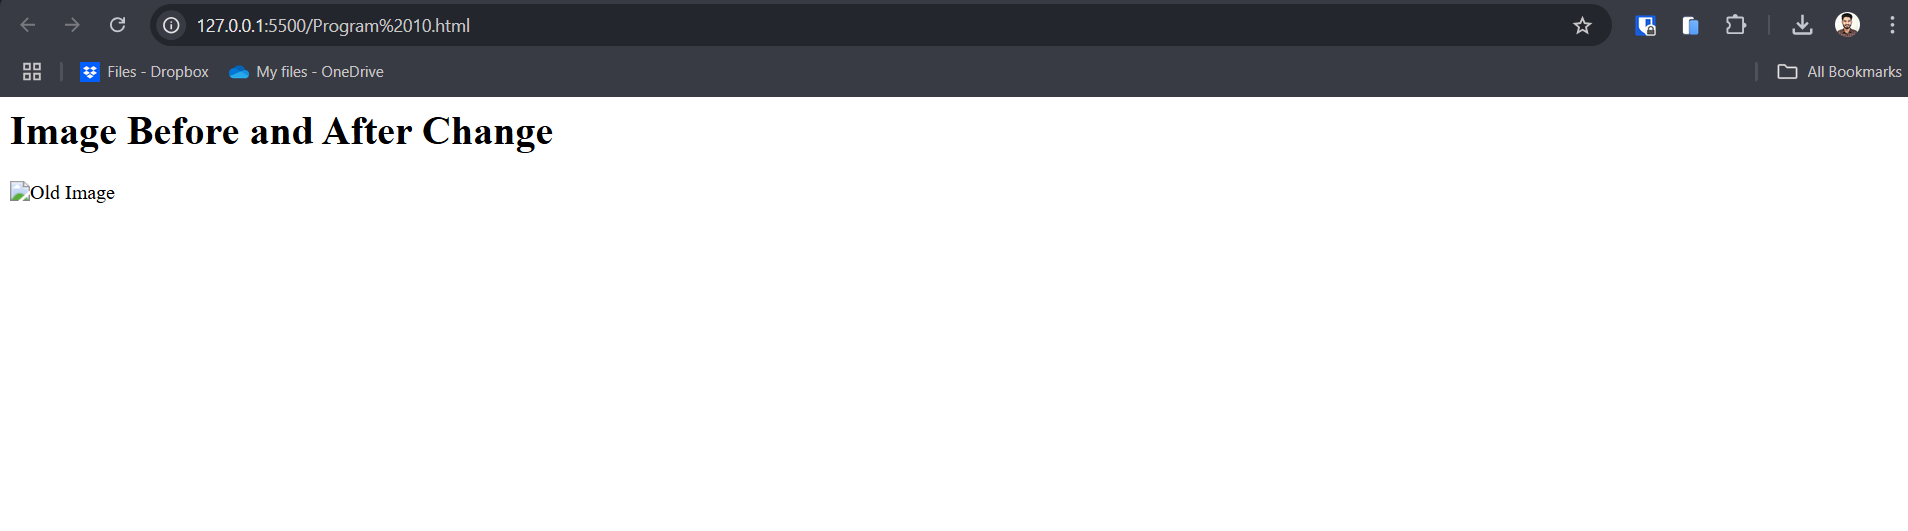 127.0.0.1:5500/Program%2010.html
Files - Dropbox My files - OneDrive All Bookmarks
Image Before and After Change
Old Image